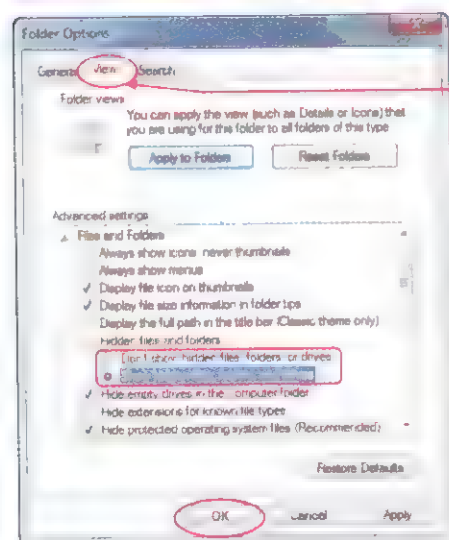 Folder Options
General View Search
Folder views
You can apply the view (such as Details or Icons) that
you are using for this folder to all folders of this type
Apply to Folders Reset Folders
Advanced settings
Files and Folders
Always show icons never thumbnails
Always show menus
Display file icon on thumbnails
Display file size information in folder tips
Display the full path in the title bar (Classic theme only)
Hidden files and folders
Don't show hidden files folders or drives
Hide empty drives in the Computer folder
Hide extensions for known file types
Hide protected operating system files (Recommended)
Restore Defaults
OK Cancel Apply